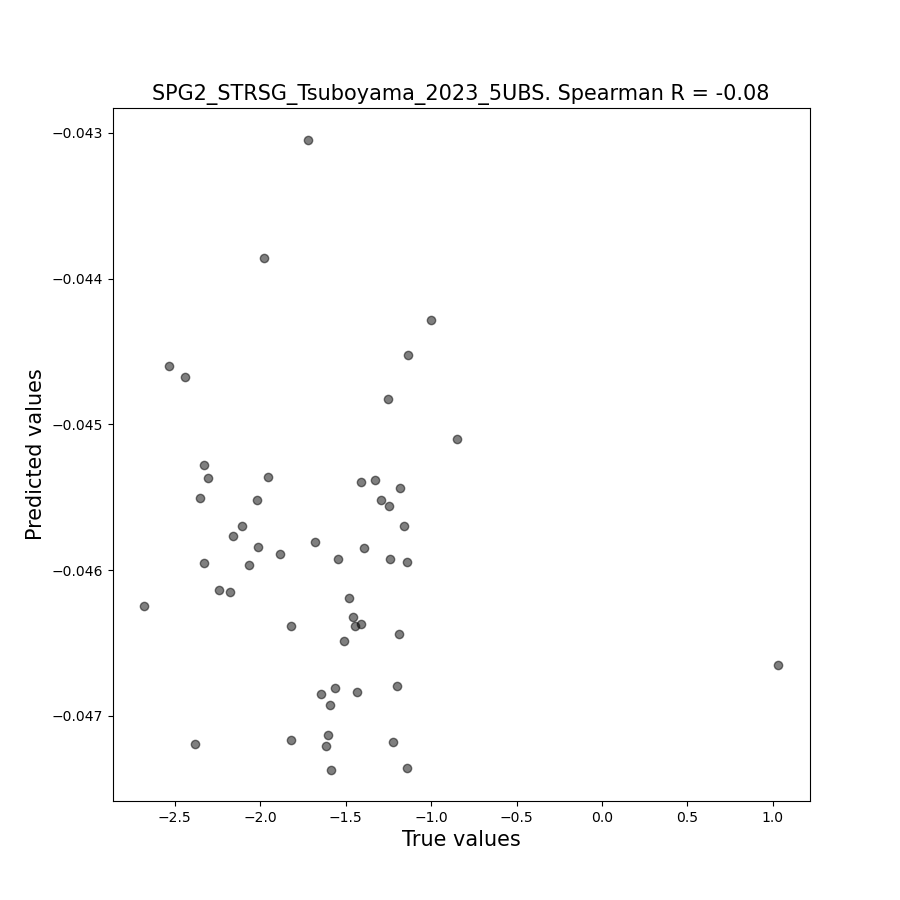 SPG2_STRSG_Tsuboyama_2023_5UBS. Spearman R = -0.08
−0.043
−0.044
−0.045
−0.046
−0.047
Predicted values
−2.5 −2.0 −1.5 −1.0 −0.5 0.0 0.5 1.0
True values